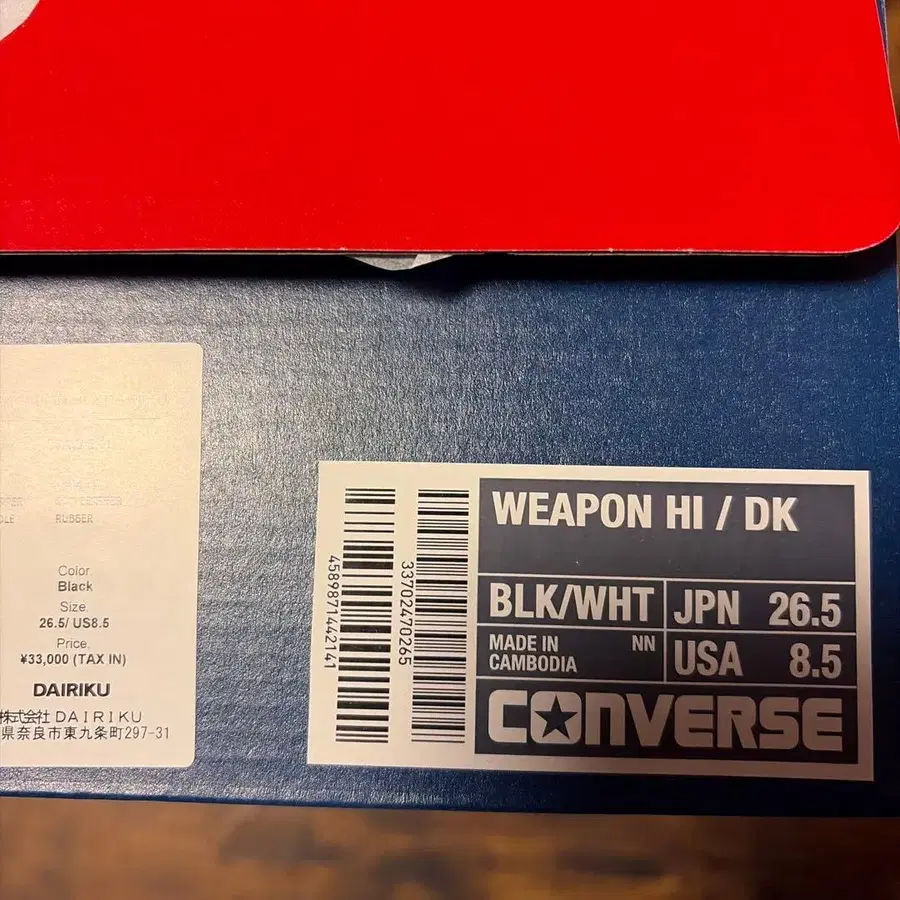 RUBBER
Color.
Black
Size.
26.5/ US8.5
Price.
¥33,000 (TAX IN)
DAIRIKU
株式会社 DAIRIKU
県奈良市東九条町297-31
4589871442141
33702470265
WEAPON HI / DK
BLK/WHT
JPN 26.5
MADE IN
CAMBODIA
NN
USA 8.5
CONVERSE